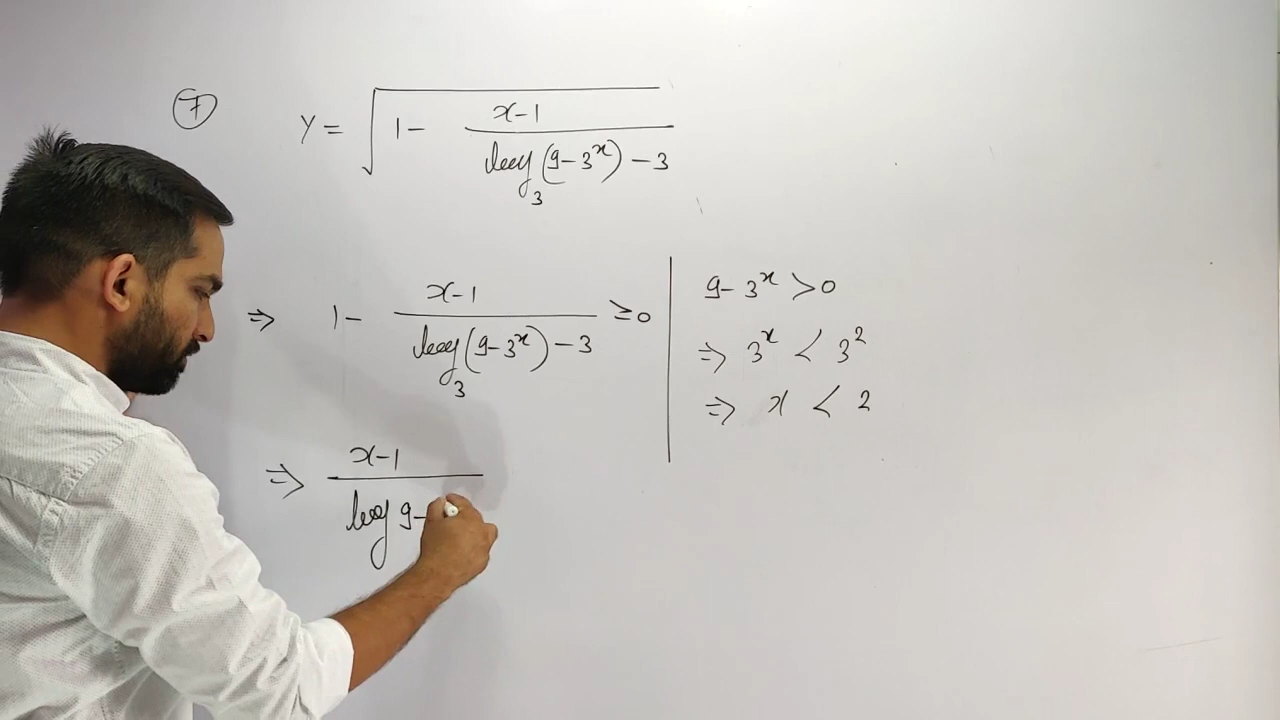 7
Y = √(1 - (x-1)/(log₃(9-3ˣ) - 3))
⇒ 1 - (x-1)/(log₃(9-3ˣ) - 3) ≥ 0
9 - 3ˣ > 0
⇒ 3ˣ < 3²
⇒ x < 2
⇒ (x-1)/(log 9-